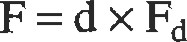 F = d × F_d